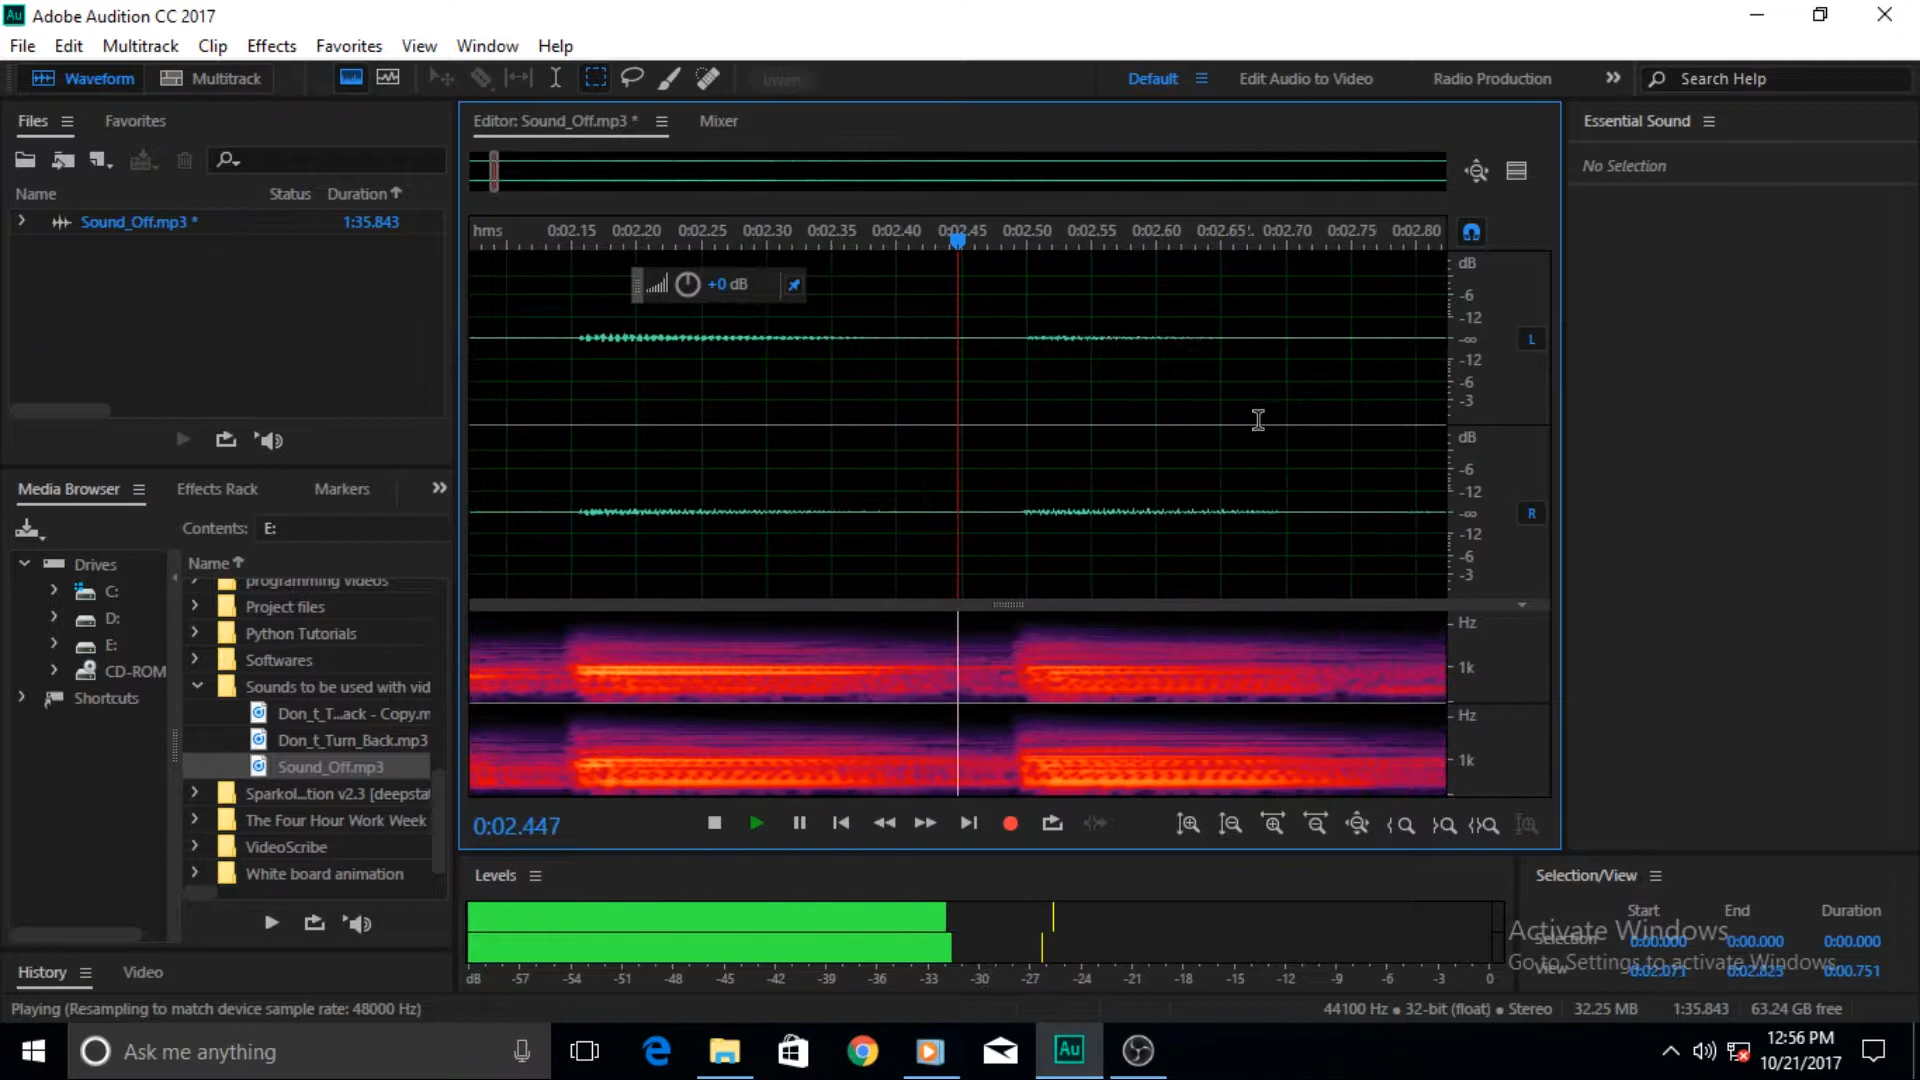 Au Adobe Audition CC 2017
File Edit Multitrack Clip Effects Favorites View Window Help
Waveform Multitrack Invert Default Edit Audio to Video Radio Production Search Help
Files Favorites
Name Status Duration
Sound_Off.mp3 * 1:35.843
Editor: Sound_Off.mp3 * Mixer
hms 0:02.15 0:02.20 0:02.25 0:02.30 0:02.35 0:02.40 0:02.45 0:02.50 0:02.55 0:02.60 0:02.65 0:02.70 0:02.75 0:02.80
+0 dB
dB
-6
-12
-∞
-12
-6
-3
L
dB
-6
-12
-∞
-12
-6
-3
R
Hz
1k
Hz
1k
Essential Sound
No Selection
Media Browser Effects Rack Markers
Contents: E:
Drives
C:
D:
E:
CD-ROM
Shortcuts
Name
programming videos
Project files
Python Tutorials
Softwares
Sounds to be used with vid
Don_t_T...ack - Copy.m
Don_t_Turn_Back.mp3
Sound_Off.mp3
Sparkol...tion v2.3 [deepsta
The Four Hour Work Week
VideoScribe
White board animation
0:02.447
Levels
dB -57 -54 -51 -48 -45 -42 -39 -36 -33 -30 -27 -24 -21 -18 -15 -12 -9 -6 -3 0
Selection/View
Start End Duration
Selection 0:00.000 0:00.000 0:00.000
View 0:02.073 0:02.825 0:00.751
Activate Windows
Go to Settings to activate Windows.
History Video
Playing (Resampling to match device sample rate: 48000 Hz)
44100 Hz • 32-bit (float) • Stereo 32.25 MB 1:35.843 63.24 GB free
Ask me anything
Au
12:56 PM
10/21/2017